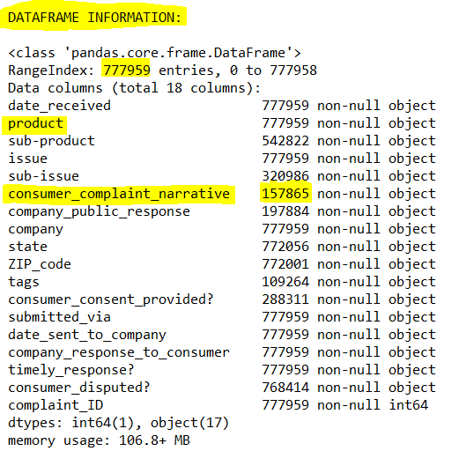 DATAFRAME INFORMATION:
<class 'pandas.core.frame.DataFrame'>
RangeIndex: 777959 entries, 0 to 777958
Data columns (total 18 columns):
date_received 777959 non-null object
product 777959 non-null object
sub-product 542822 non-null object
issue 777959 non-null object
sub-issue 320986 non-null object
consumer_complaint_narrative 157865 non-null object
company_public_response 197884 non-null object
company 777959 non-null object
state 772056 non-null object
ZIP_code 772001 non-null object
tags 109264 non-null object
consumer_consent_provided? 288311 non-null object
submitted_via 777959 non-null object
date_sent_to_company 777959 non-null object
company_response_to_consumer 777959 non-null object
timely_response? 777959 non-null object
consumer_disputed? 768414 non-null object
complaint_ID 777959 non-null int64
dtypes: int64(1), object(17)
memory usage: 106.8+ MB